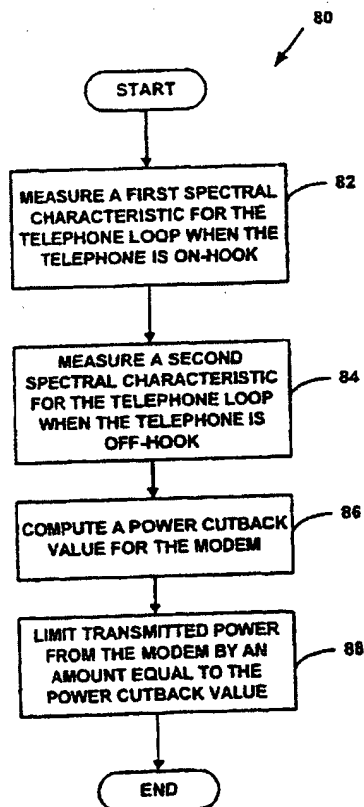 80
START
MEASURE A FIRST SPECTRAL
CHARACTERISTIC FOR THE
TELEPHONE LOOP WHEN THE
TELEPHONE IS ON-HOOK
82
MEASURE A SECOND
SPECTRAL CHARACTERISTIC
FOR THE TELEPHONE LOOP
WHEN THE TELEPHONE IS
OFF-HOOK
84
COMPUTE A POWER CUTBACK
VALUE FOR THE MODEM
86
LIMIT TRANSMITTED POWER
FROM THE MODEM BY AN
AMOUNT EQUAL TO THE
POWER CUTBACK VALUE
88
END